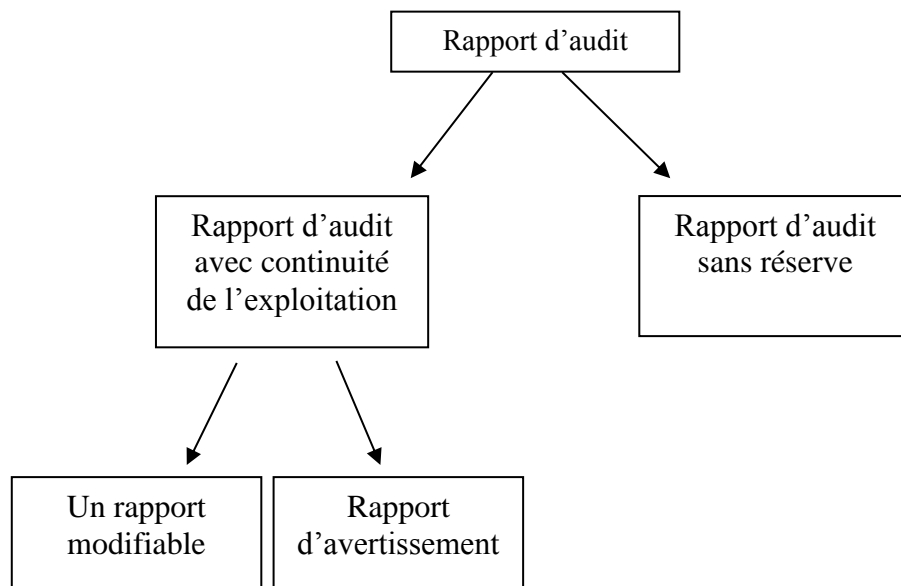 Rapport d’audit
Rapport d’audit
avec continuité
de l’exploitation
Rapport d’audit
sans réserve
Un rapport
modifiable
Rapport
d’avertissement